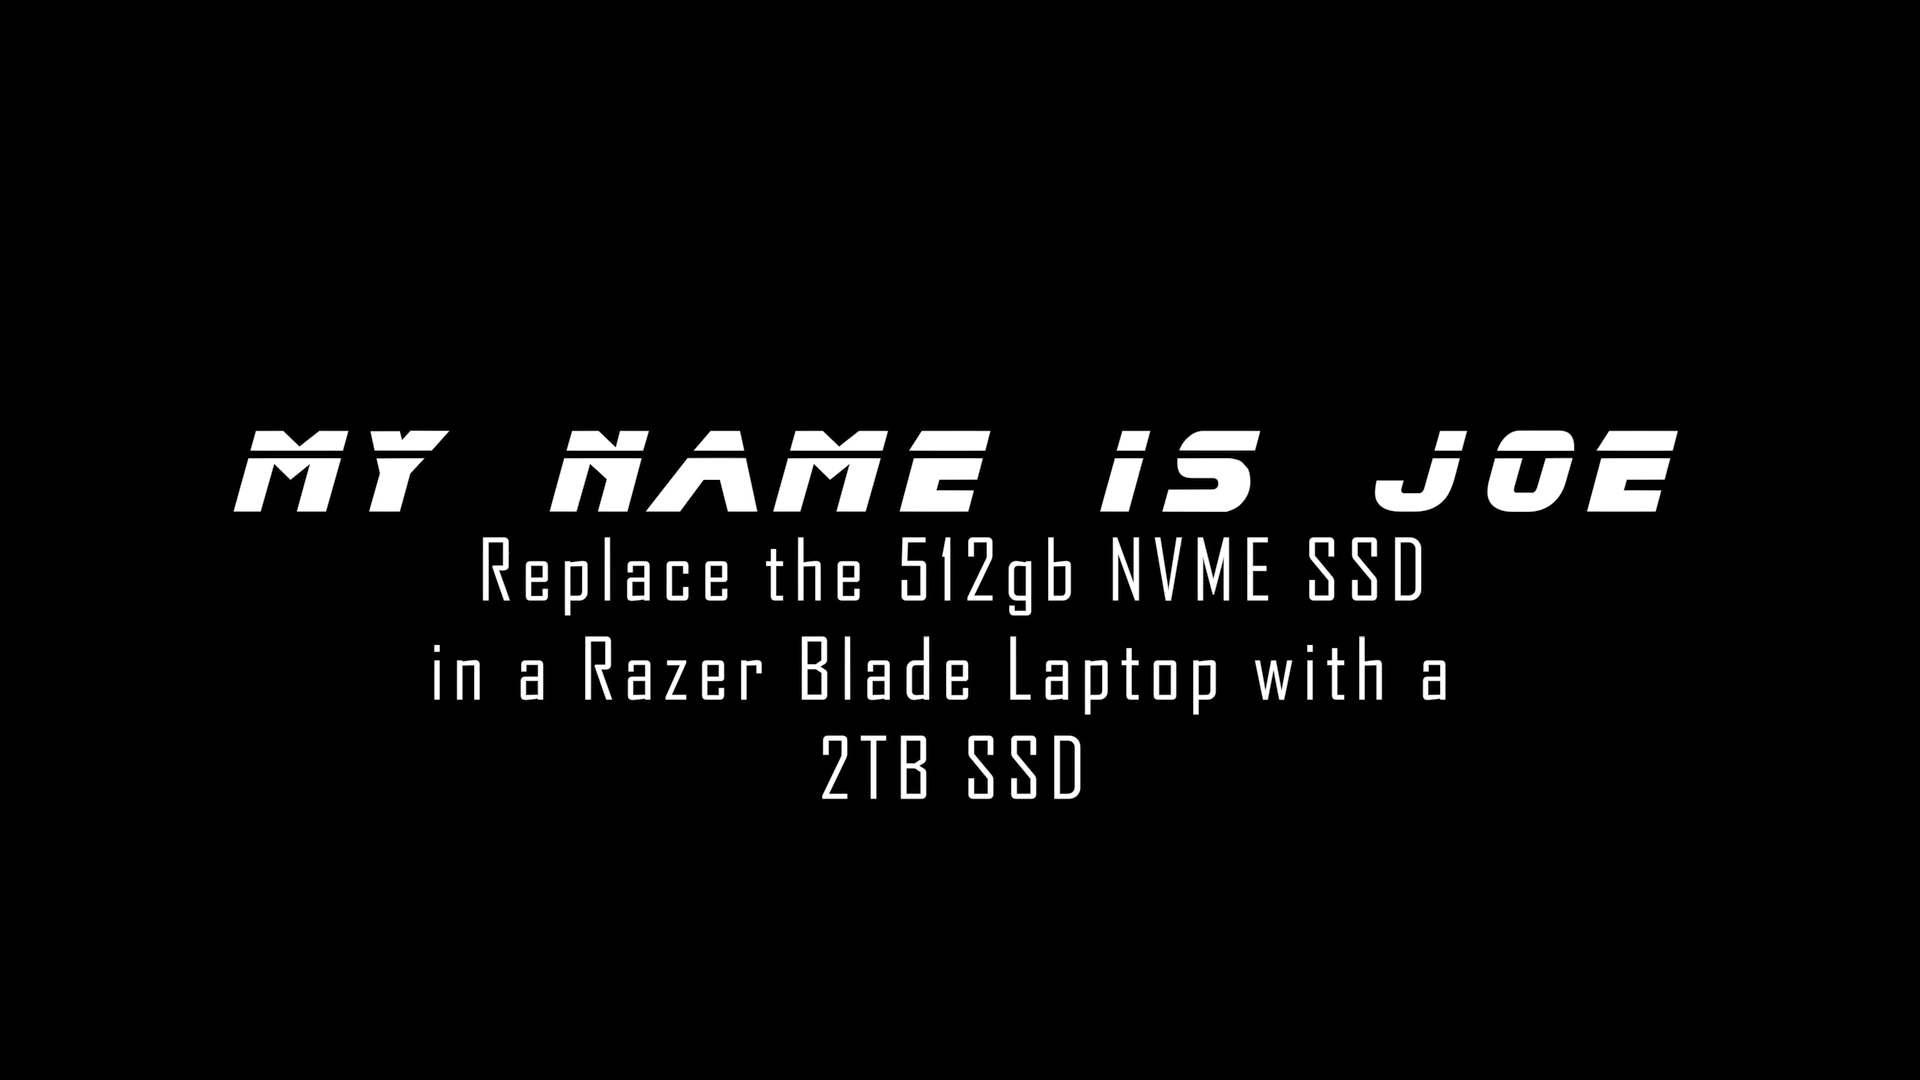 MY NAME IS JOE
Replace the 512gb NVME SSD
in a Razer Blade Laptop with a
2TB SSD